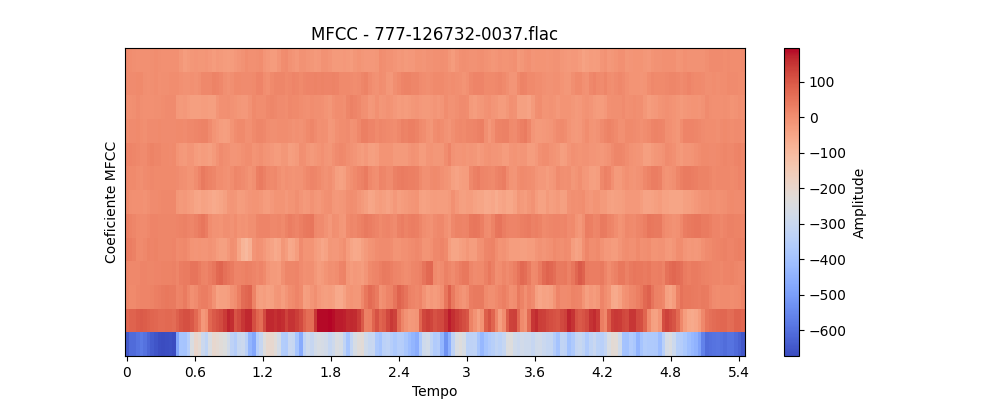 MFCC - 777-126732-0037.flac
Coeficiente MFCC
0 0.6 1.2 1.8 2.4 3 3.6 4.2 4.8 5.4
Tempo
100
0
−100
−200
−300
−400
−500
−600
Amplitude